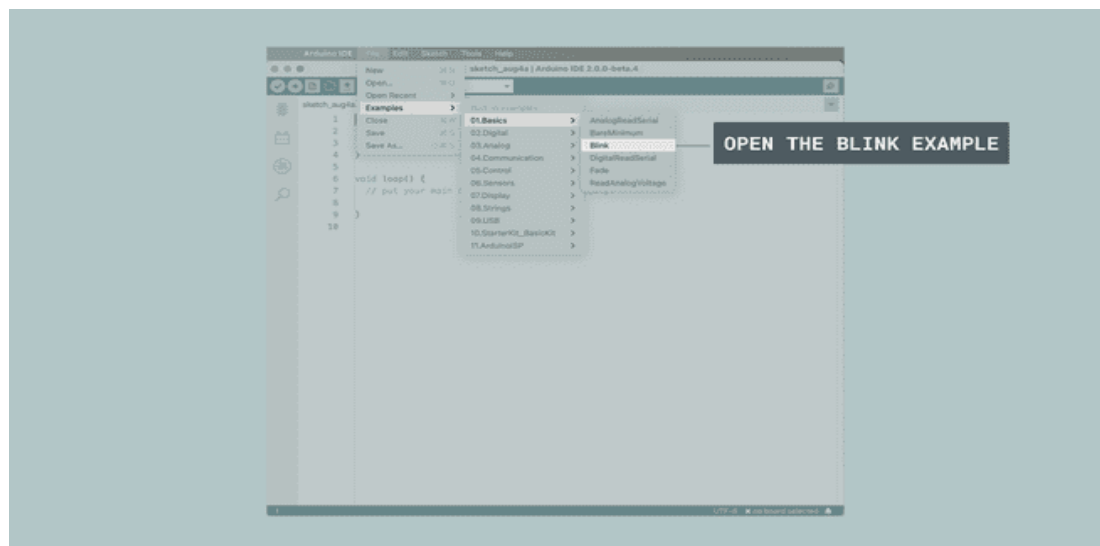 Arduino IDE File Edit Sketch Tools Help
sketch_aug4a | Arduino IDE 2.0.0-beta.4
New
Open...
Open Recent >
Examples >
Close
Save
Save As...
sketch_aug4a
01.Basics >
02.Digital >
03.Analog >
04.Communication >
05.Control >
06.Sensors >
07.Display >
08.Strings >
09.USB >
10.StarterKit_BasicKit >
11.ArduinoISP >
AnalogReadSerial
BareMinimum
Blink
DigitalReadSerial
Fade
ReadAnalogVoltage
OPEN THE BLINK EXAMPLE
1
2
3
4 }
5
6 void loop() {
7 // put your main
8
9 }
10
UTF-8 no board selected